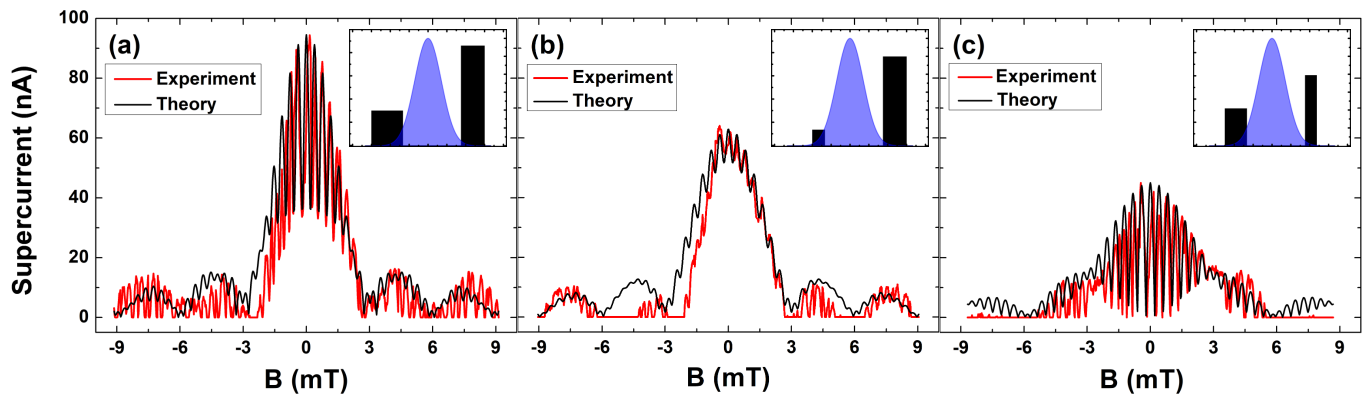 Supercurrent (nA)
100
80
60
40
20
0
(a)
Experiment
Theory
-9 -6 -3 0 3 6 9
B (mT)
(b)
Experiment
Theory
-9 -6 -3 0 3 6 9
B (mT)
(c)
Experiment
Theory
-9 -6 -3 0 3 6 9
B (mT)